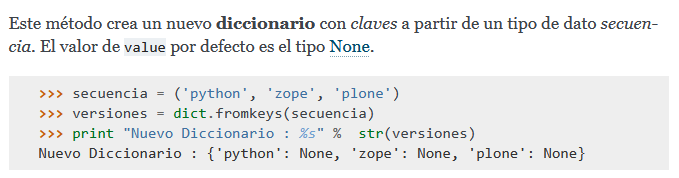 Este método crea un nuevo diccionario con claves a partir de un tipo de dato secuen-
cia. El valor de value por defecto es el tipo None.
>>> secuencia = ('python', 'zope', 'plone')
>>> versiones = dict.fromkeys(secuencia)
>>> print "Nuevo Diccionario : %s" %  str(versiones)
Nuevo Diccionario : {'python': None, 'zope': None, 'plone': None}